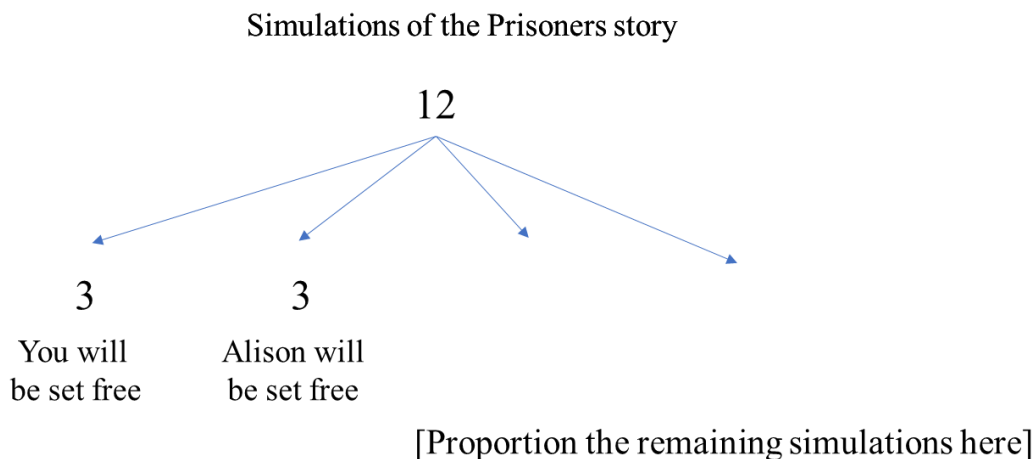 Simulations of the Prisoners story
12
3
3
You will
be set free
Alison will
be set free
[Proportion the remaining simulations here]